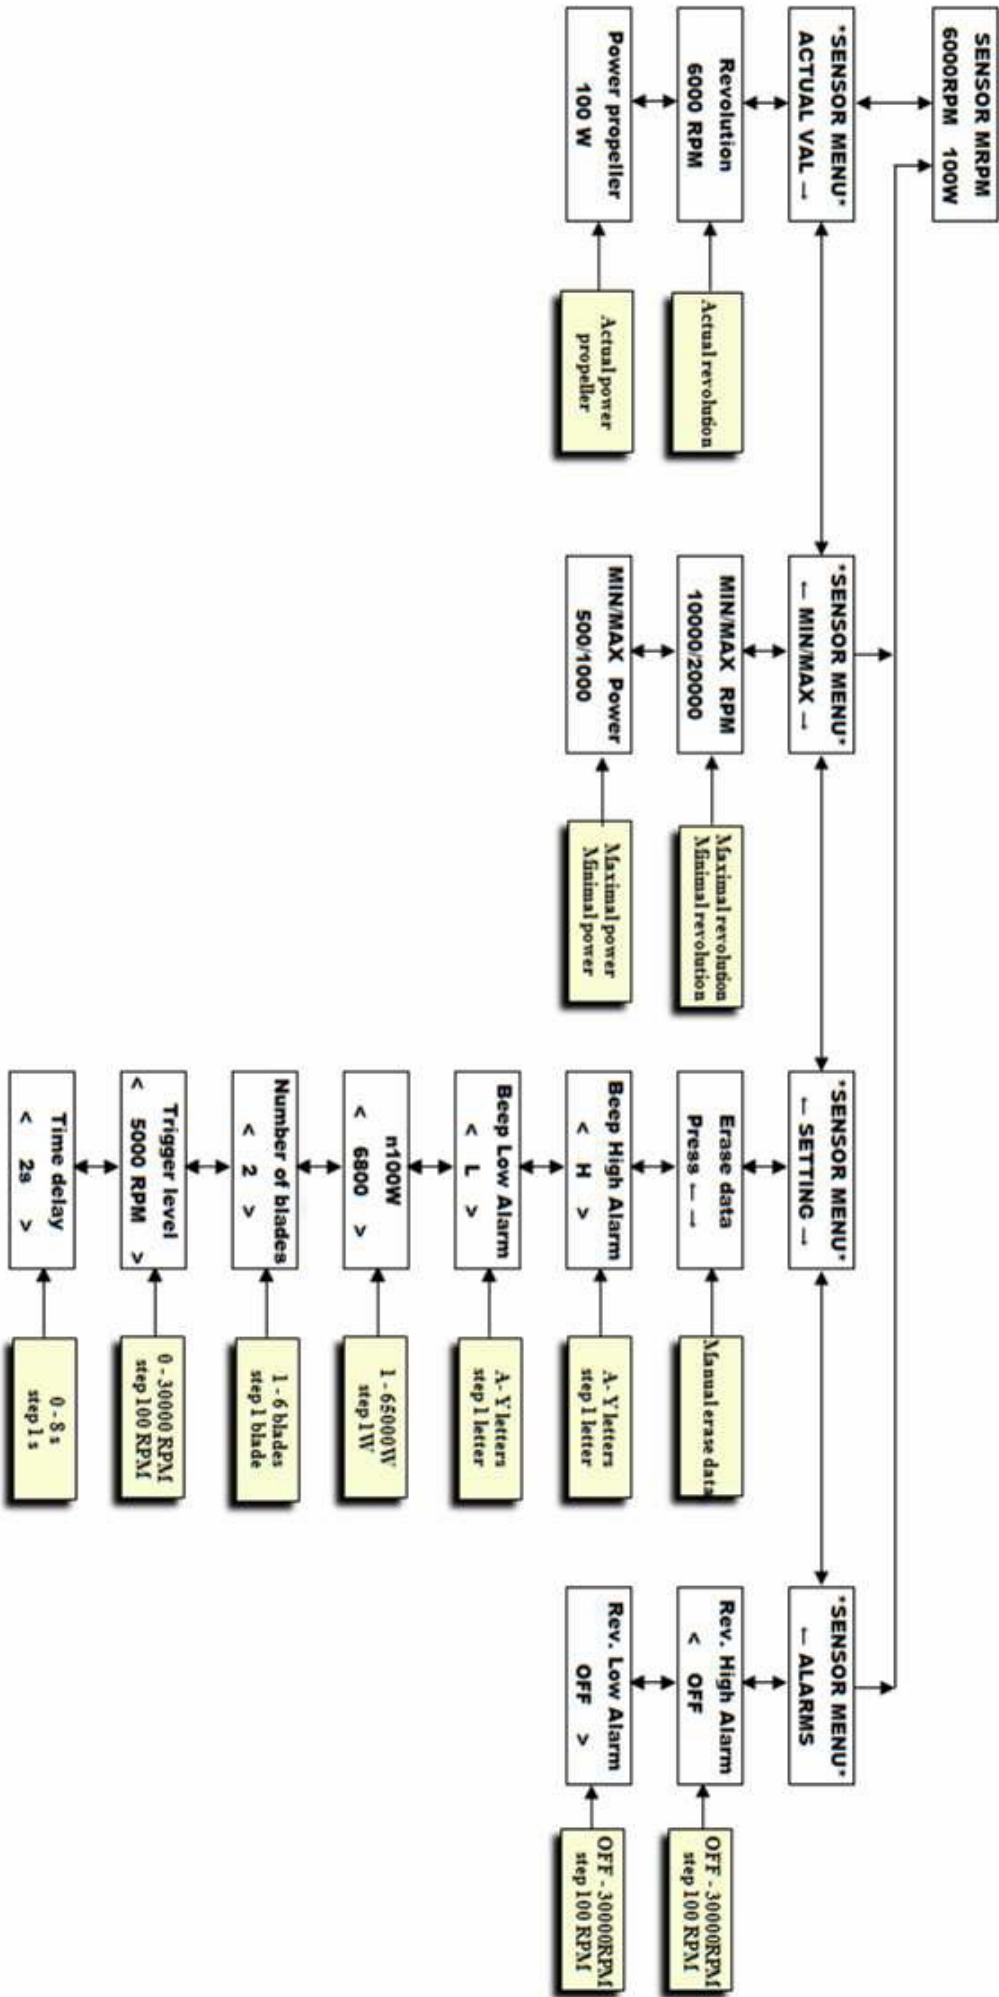 SENSOR MRPM
6000RPM 100W
*SENSOR MENU*
ACTUAL VAL →
Revolution
6000 RPM
Actual revolution
Power propeller
100 W
Actual power
propeller
*SENSOR MENU*
← MIN/MAX →
MIN/MAX RPM
10000/20000
Maximal revolution
Minimal revolution
MIN/MAX Power
500/1000
Maximal power
Minimal power
*SENSOR MENU*
← SETTING →
Erase data
Press ← →
Manual erase data
Beep High Alarm
< H >
A- Y letters
step 1 letter
Beep Low Alarm
< L >
A- Y letters
step 1 letter
n100W
< 6800 >
1 - 65000W
step 1W
Number of blades
< 2 >
1 - 6 blades
step 1 blade
Trigger level
< 5000 RPM >
0 - 30000 RPM
step 100 RPM
Time delay
< 2s >
0 - 8 s
step 1 s
*SENSOR MENU*
← ALARMS
Rev. High Alarm
< OFF
OFF - 30000RPM
step 100 RPM
Rev. Low Alarm
OFF >
OFF - 30000RPM
step 100 RPM